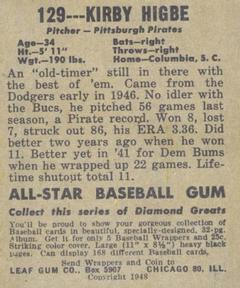 129---KIRBY HIGBE
Pitcher - Pittsburgh Pirates
Age—34 Bats—right
Ht.—5' 11" Throws—right
Wgt.—190 lbs. Home—Columbia, S. C.
An "old-timer" still in there with
the best of 'em. Came from the
Dodgers early in 1946. No idler with
the Bucs, he pitched 56 games last
season, a Pirate record. Won 8, lost
7, struck out 86, his ERA 3.36. Did
better two years ago when he won
11. Better yet in '41 for Dem Bums
when he wrapped up 22 games. Life-
time shutout total 11.
ALL-STAR BASEBALL GUM
Collect this series of Diamond Greats
You'll be proud to show your gorgeous collection of
Baseball cards in beautiful, specially-designed, 32-pg.
Album. Get it for only 5 Baseball Wrappers and 25c.
Striking color cover, Large (11" x 8½") heavy black
pages. Can display 168 different Baseball cards.
Send Wrappers and Coin to
LEAF GUM CO., Box 5907 CHICAGO 80, ILL.
Copyright 1948